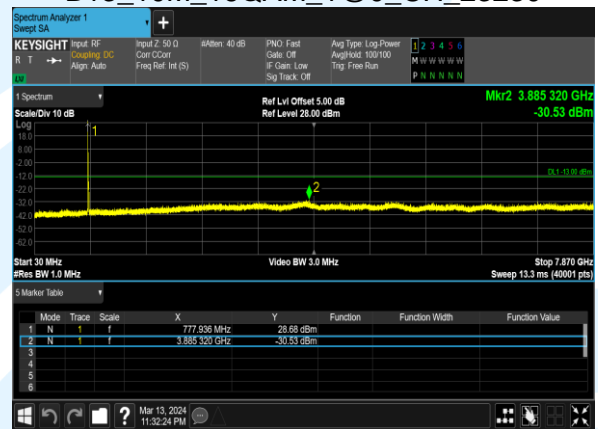 Spectrum Analyzer 1
Swept SA
+
KEYSIGHT Input: RF Input Z: 50 Ω #Atten: 40 dB PNO: Fast Avg Type: Log-Power 1 2 3 4 5 6
R T Coupling: DC Corr CCorr Gate: Off Avg|Hold: 100/100 M W W W W W
Align: Auto Freq Ref: Int (S) IF Gain: Low Trig: Free Run
LV Sig Track: Off P N N N N N
1 Spectrum Ref Lvl Offset 5.00 dB Mkr2 3.885 320 GHz
Scale/Div 10 dB Ref Level 28.00 dBm -30.53 dBm
Log
18.0
1
8.00
-2.00
-12.0
DL1 -13.00 dBm
-22.0
2
-32.0
-42.0
-52.0
-62.0
Start 30 MHz Video BW 3.0 MHz Stop 7.870 GHz
#Res BW 1.0 MHz Sweep 13.3 ms (40001 pts)
5 Marker Table
Mode Trace Scale X Y Function Function Width Function Value
1 N 1 f 777.936 MHz 28.68 dBm
2 N 1 f 3.885 320 GHz -30.53 dBm
3
4
5
6
? Mar 13, 2024
11:32:24 PM